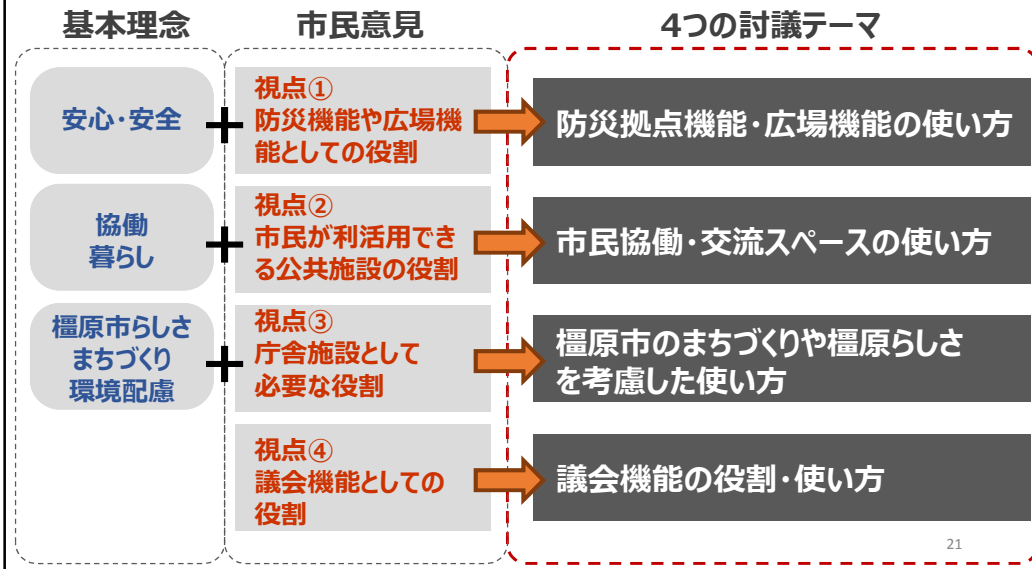 基本理念
市民意見
4つの討議テーマ
安心・安全
+
視点①
防災機能や広場機
能としての役割
防災拠点機能・広場機能の使い方
協働
暮らし
+
視点②
市民が利活用でき
る公共施設の役割
市民協働・交流スペースの使い方
橿原市らしさ
まちづくり
環境配慮
+
視点③
庁舎施設として
必要な役割
橿原市のまちづくりや橿原らしさ
を考慮した使い方
視点④
議会機能としての
役割
議会機能の役割・使い方
21